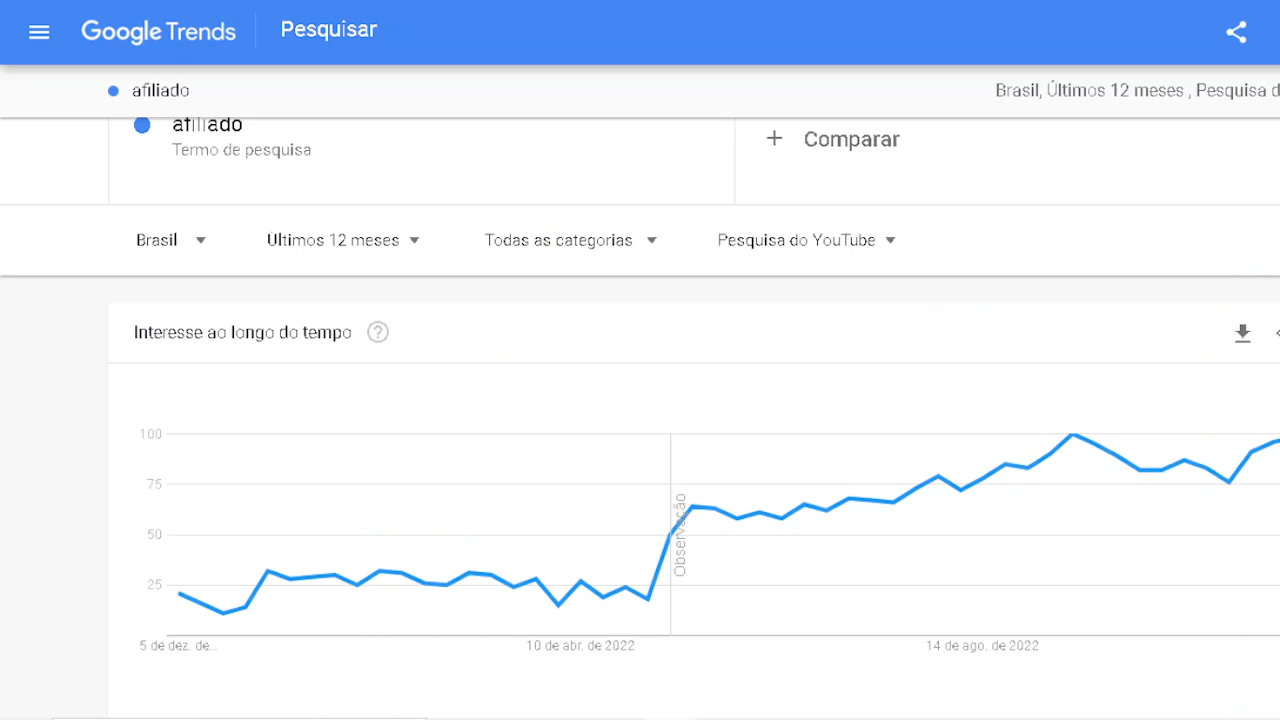 Google Trends Pesquisar
afiliado Brasil, Últimos 12 meses , Pesquisa d
afiliado
Termo de pesquisa
+ Comparar
Brasil Últimos 12 meses Todas as categorias Pesquisa do YouTube
Interesse ao longo do tempo ?
100
75
50
25
Observação
5 de dez. de... 10 de abr. de 2022 14 de ago. de 2022